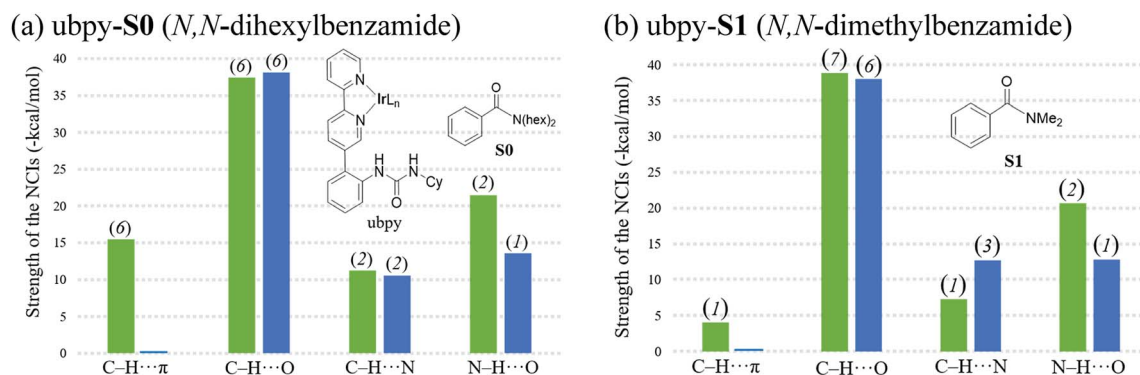 (a) ubpy-S0 (N,N-dihexylbenzamide)
Strength of the NCIs (-kcal/mol)
40
35
30
25
20
15
10
5
0
(6)
(6)
(6)
(2)
(2)
(2)
(1)
C–H···π
C–H···O
C–H···N
N–H···O
N
IrLn
N
H H
N N
Cy
O
ubpy
O
N(hex)2
S0
(b) ubpy-S1 (N,N-dimethylbenzamide)
Strength of the NCIs (-kcal/mol)
40
35
30
25
20
15
10
5
0
(1)
(7)
(6)
(1)
(3)
(2)
(1)
C–H···π
C–H···O
C–H···N
N–H···O
O
NMe2
S1